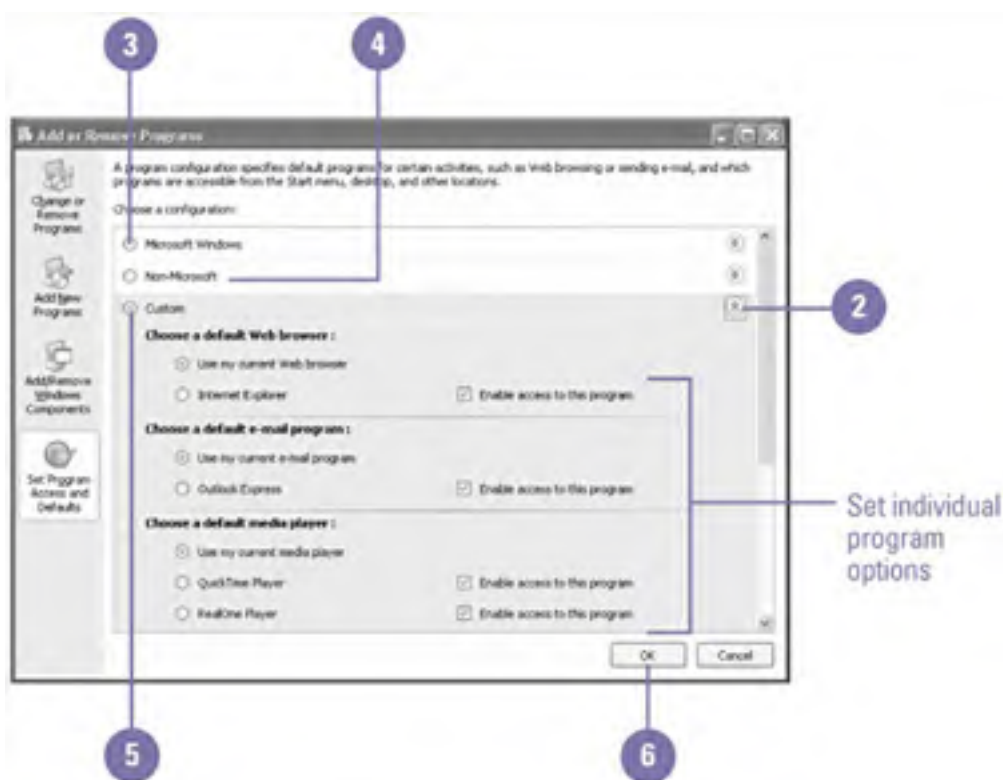 3
4
Add or Remove Programs
Change or
Remove
Programs
Add New
Programs
Add/Remove
Windows
Components
Set Program
Access and
Defaults
A program configuration specifies default programs for certain activities, such as Web browsing or sending e-mail, and which
programs are accessible from the Start menu, desktop, and other locations.
Choose a configuration:
Microsoft Windows
Non-Microsoft
Custom
2
Choose a default Web browser :
Use my current Web browser
Internet Explorer
Enable access to this program
Choose a default e-mail program :
Use my current e-mail program
Outlook Express
Enable access to this program
Choose a default media player :
Use my current media player
QuickTime Player
Enable access to this program
RealOne Player
Enable access to this program
Set individual
program
options
OK
Cancel
5
6